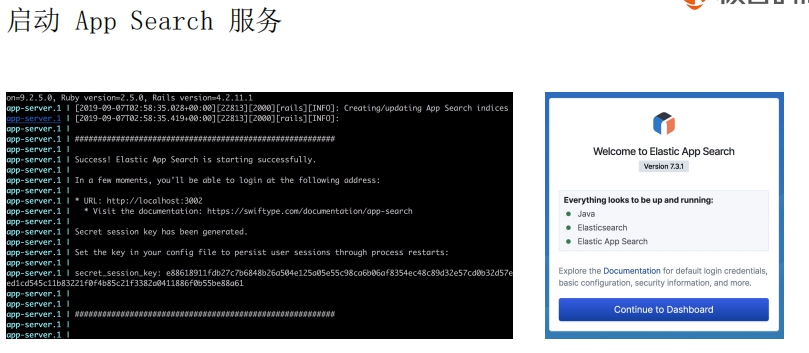 启动 App Search 服务
on=9.2.5.0, Ruby version=2.5.0, Rails version=4.2.11.1
app-server.1 | [2019-09-07T02:58:35.028+00:00][22813][2000][rails][INFO]: Creating/updating App Search indices
app-server.1 | [2019-09-07T02:58:35.419+00:00][22813][2000][rails][INFO]:
app-server.1 |
app-server.1 | ##########################################################
app-server.1 |
app-server.1 | Success! Elastic App Search is starting successfully.
app-server.1 |
app-server.1 | In a few moments, you'll be able to login at the following address:
app-server.1 |
app-server.1 | * URL: http://localhost:3002
app-server.1 |   * Visit the documentation: https://swiftype.com/documentation/app-search
app-server.1 |
app-server.1 | Secret session key has been generated.
app-server.1 |
app-server.1 | Set the key in your config file to persist user sessions through process restarts:
app-server.1 |
app-server.1 | secret_session_key: e88618911fdb27c7b6848b26a504e125a05e55c98ca6b06af8354ec48c89d32e57cd0b32d57e
ed1cd545c11b83221f0f4b85c21f3382a0411886f0b55be88a61
app-server.1 |
app-server.1 |
app-server.1 | ##########################################################
app-server.1 |
app-server.1 |
Welcome to Elastic App Search
Version 7.3.1
Everything looks to be up and running:
Java
Elasticsearch
Elastic App Search
Explore the Documentation for default login credentials,
basic configuration, security information, and more.
Continue to Dashboard